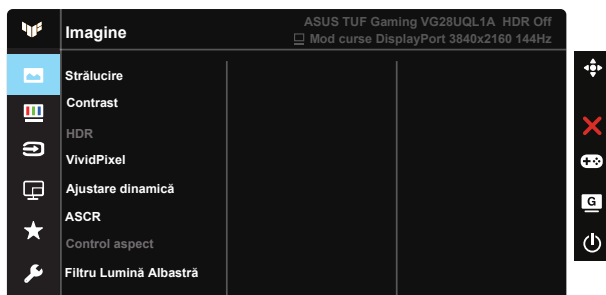 ASUS TUF Gaming VG28UQL1A HDR Off
Imagine
Mod curse DisplayPort 3840x2160 144Hz
Strălucire
Contrast
HDR
VividPixel
Ajustare dinamică
ASCR
Control aspect
Filtru Lumină Albastră
G